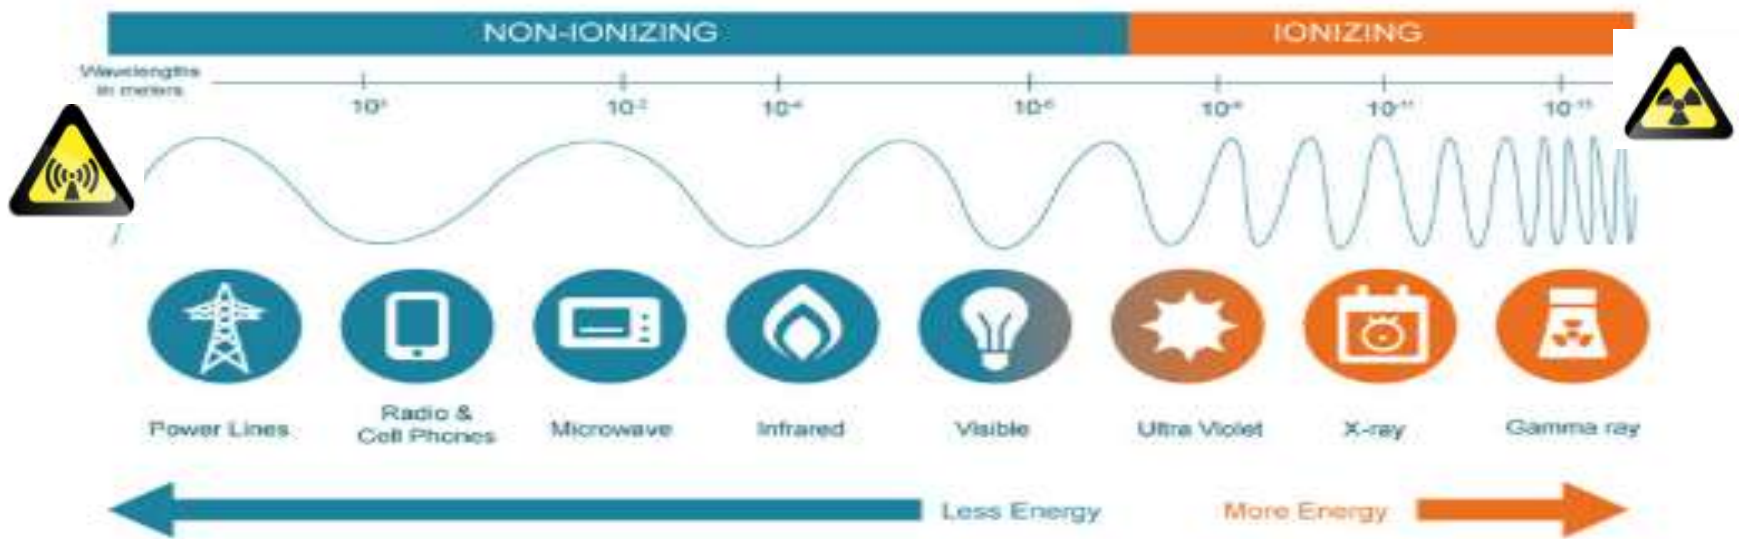 NON-IONIZING IONIZING
Wavelengths
in meters
Power Lines
Radio &
Cell Phones
Microwave
Infrared
Visible
Ultra Violet
X-ray
Gamma ray
Less Energy
More Energy